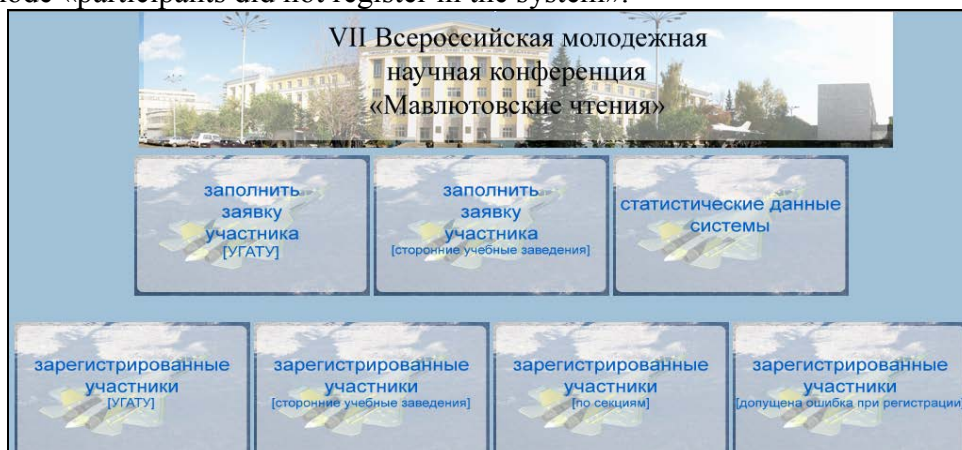 mode «participants did not register in the system».
VII Всероссийская молодежная
научная конференция
«Мавлютовские чтения»
заполнить
заявку
участника
[УГАТУ]
заполнить
заявку
участника
[сторонние учебные заведения]
статистические данные
системы
зарегистрированные
участники
[УГАТУ]
зарегистрированные
участники
[сторонние учебные заведения]
зарегистрированные
участники
[по секциям]
зарегистрированные
участники
[допущена ошибка при регистрации]